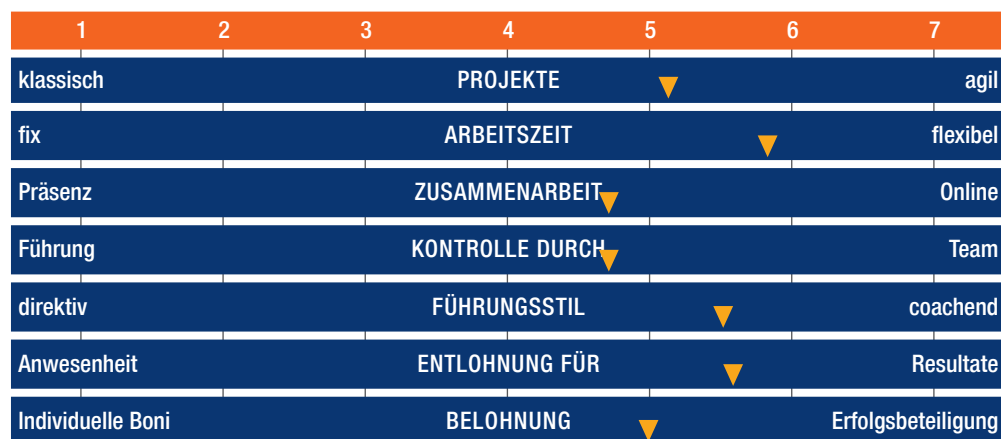 1 2 3 4 5 6 7
klassisch PROJEKTE agil
fix ARBEITSZEIT flexibel
Präsenz ZUSAMMENARBEIT Online
Führung KONTROLLE DURCH Team
direktiv FÜHRUNGSSTIL coachend
Anwesenheit ENTLOHNUNG FÜR Resultate
Individuelle Boni BELOHNUNG Erfolgsbeteiligung